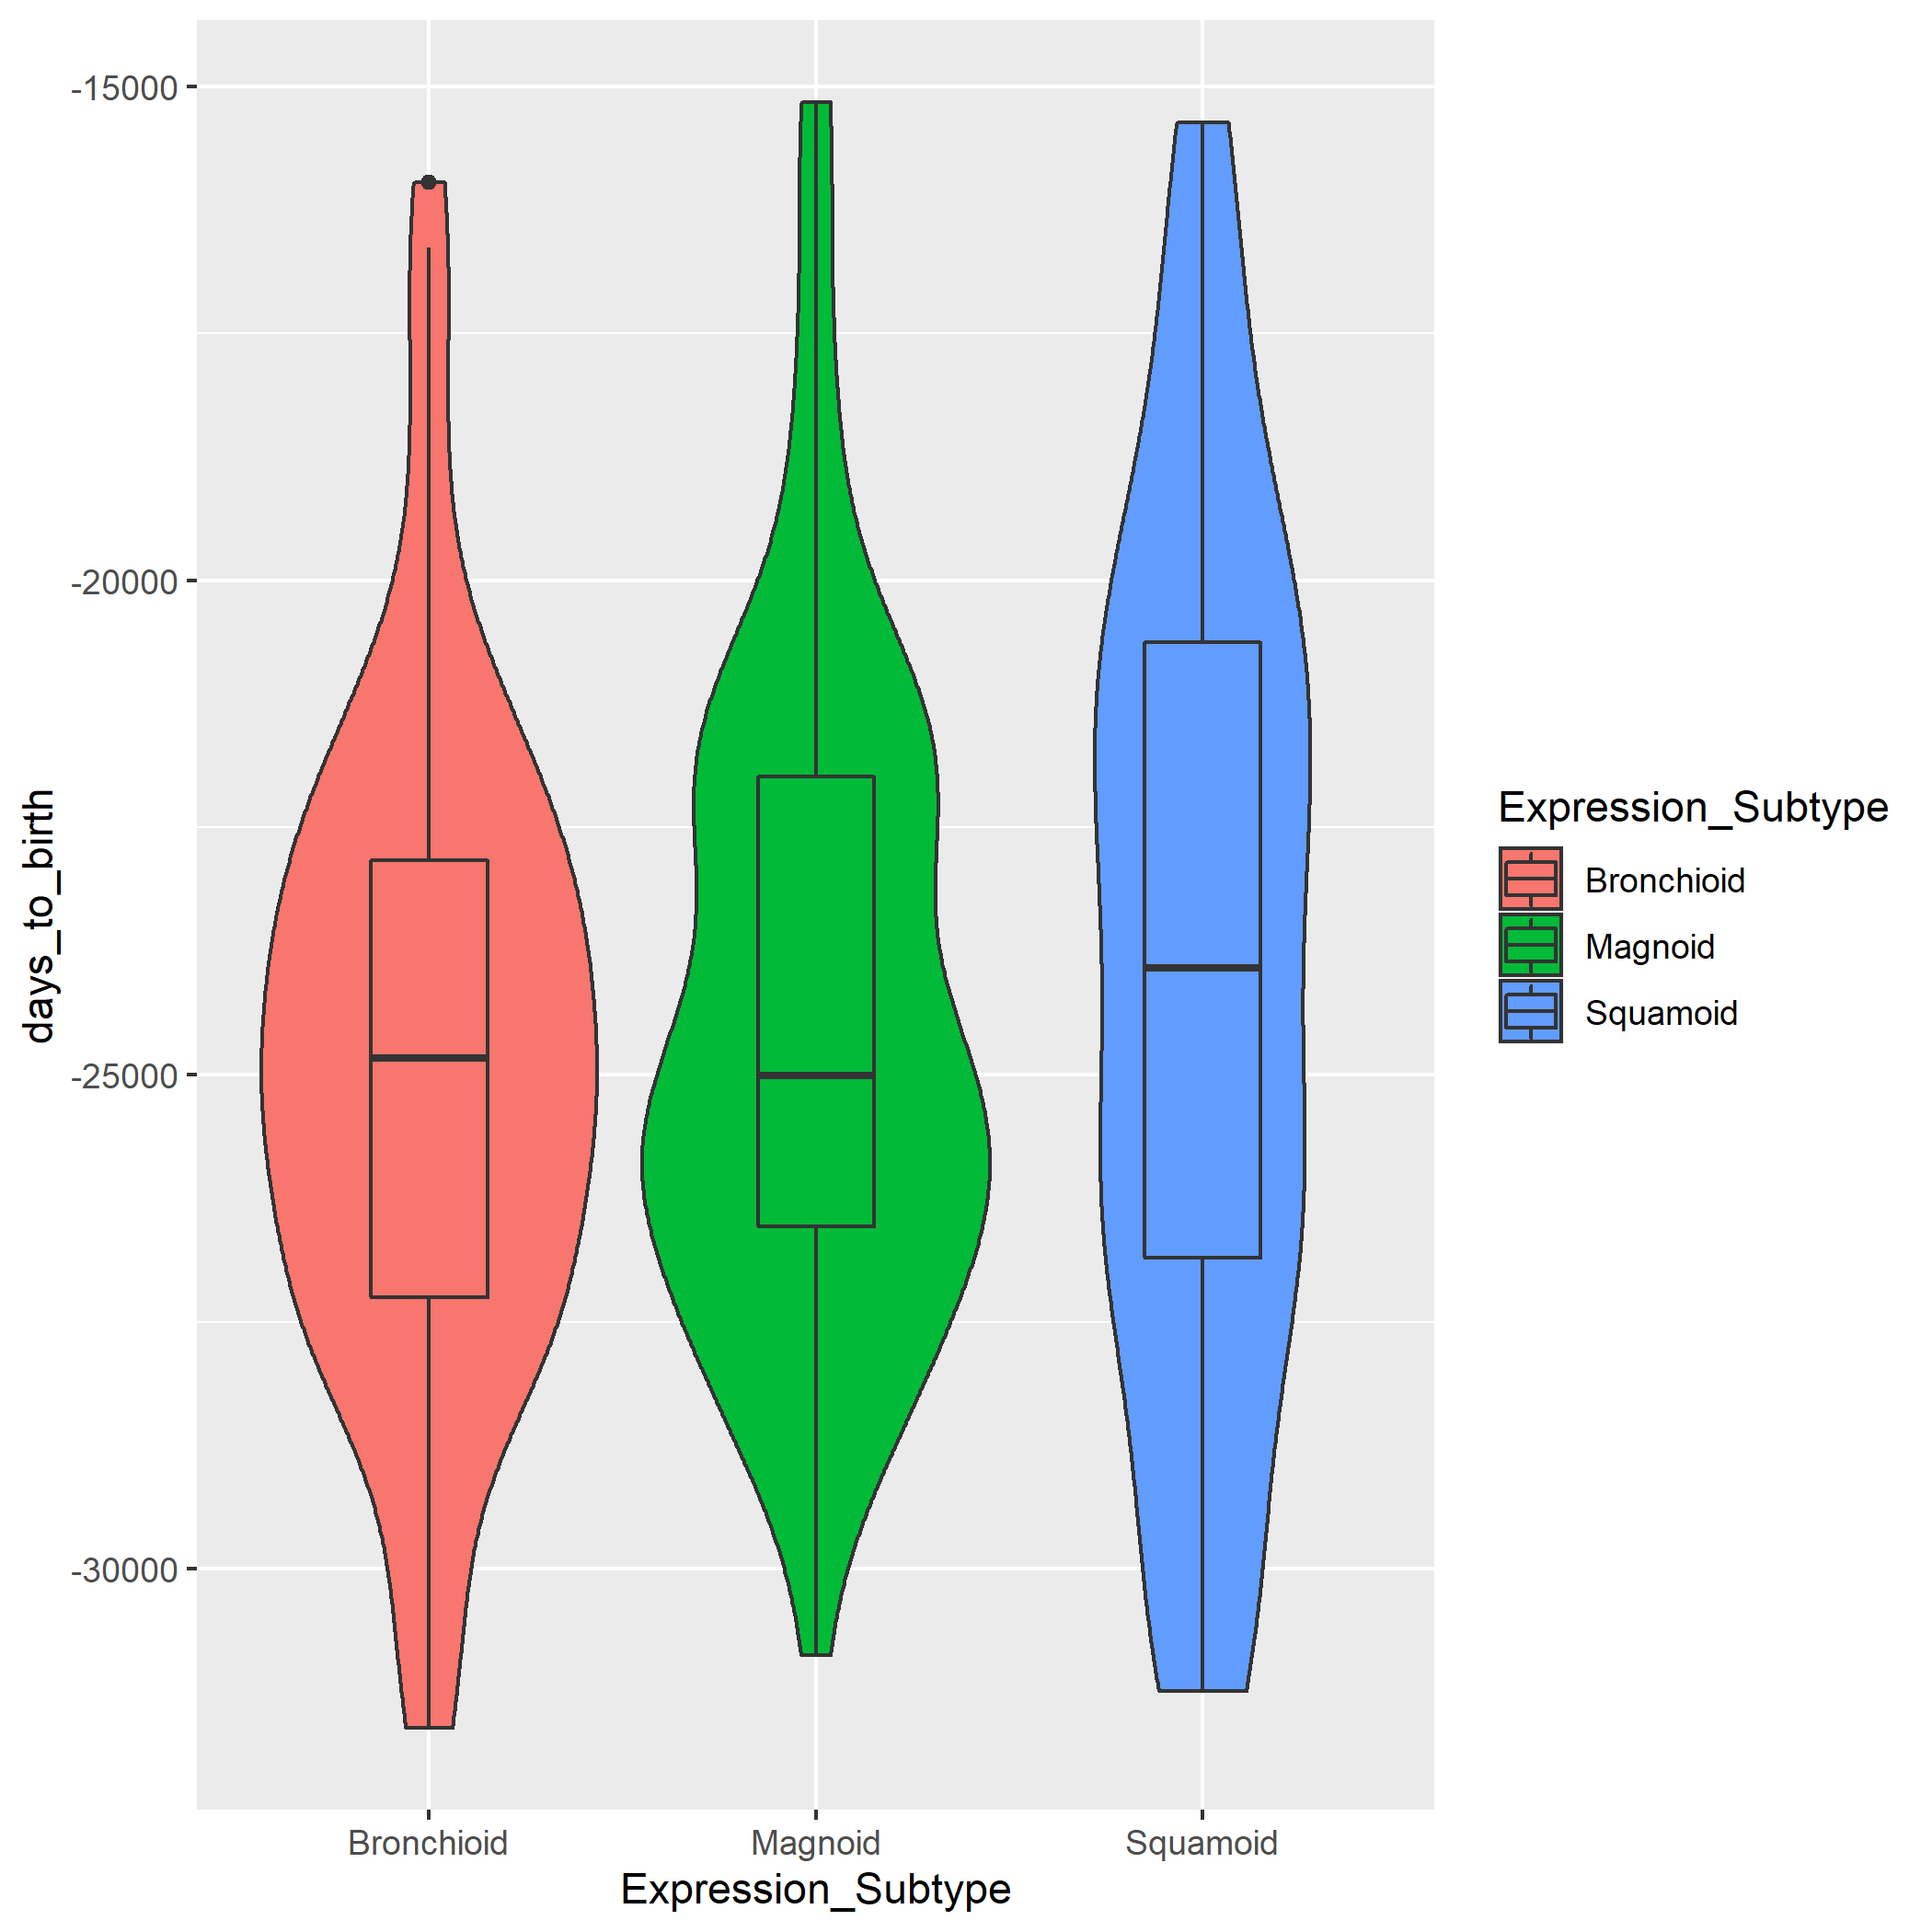 -15000
-20000
-25000
-30000
days_to_birth
Bronchioid
Magnoid
Squamoid
Expression_Subtype
Expression_Subtype
Bronchioid
Magnoid
Squamoid